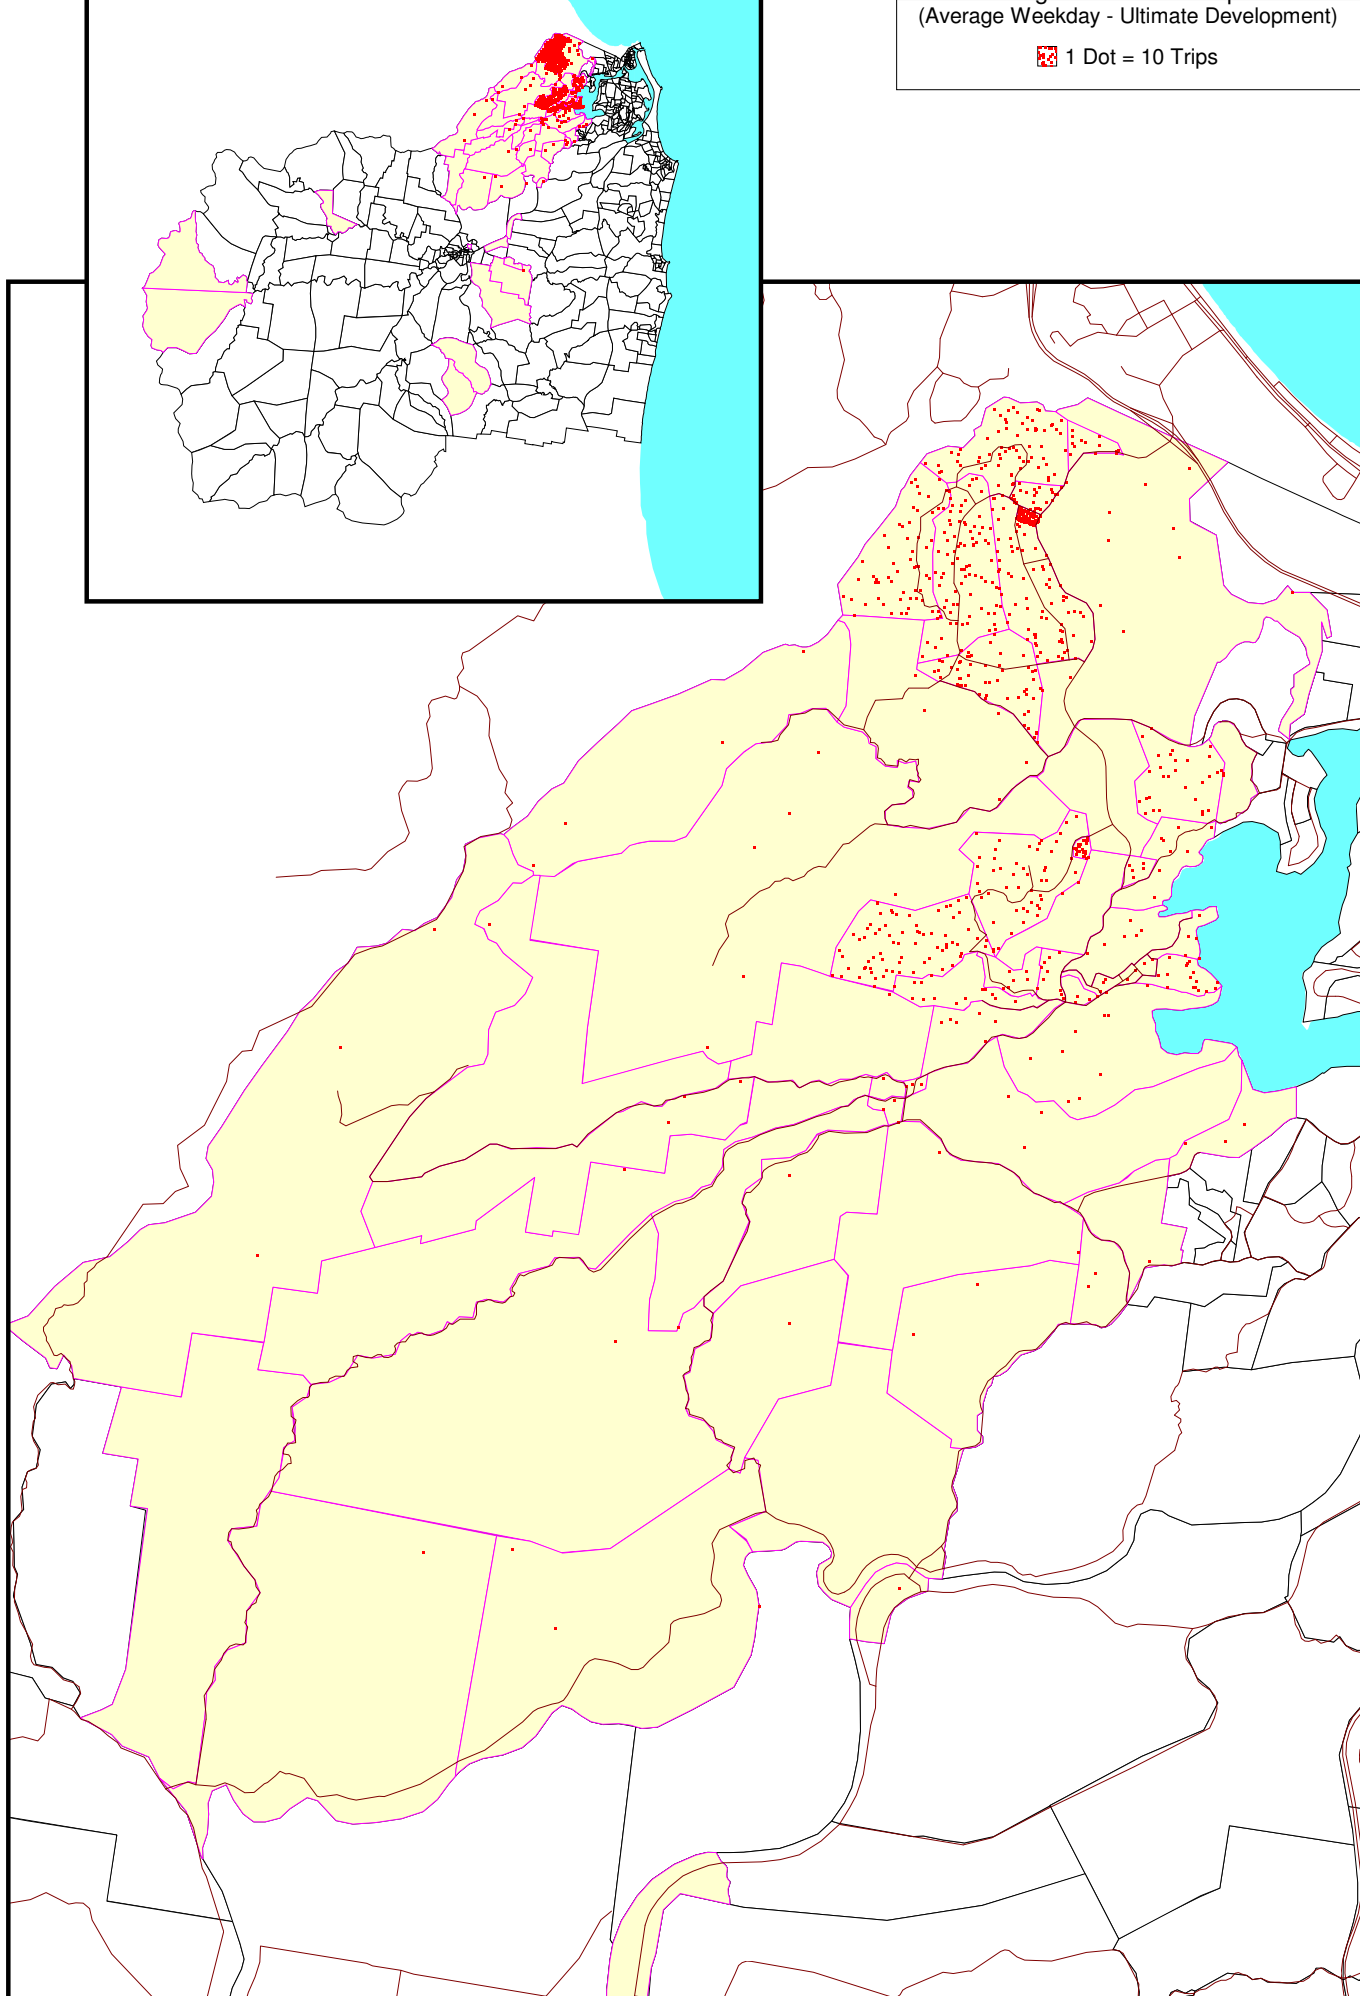 (Average Weekday - Ultimate Development)
1 Dot = 10 Trips